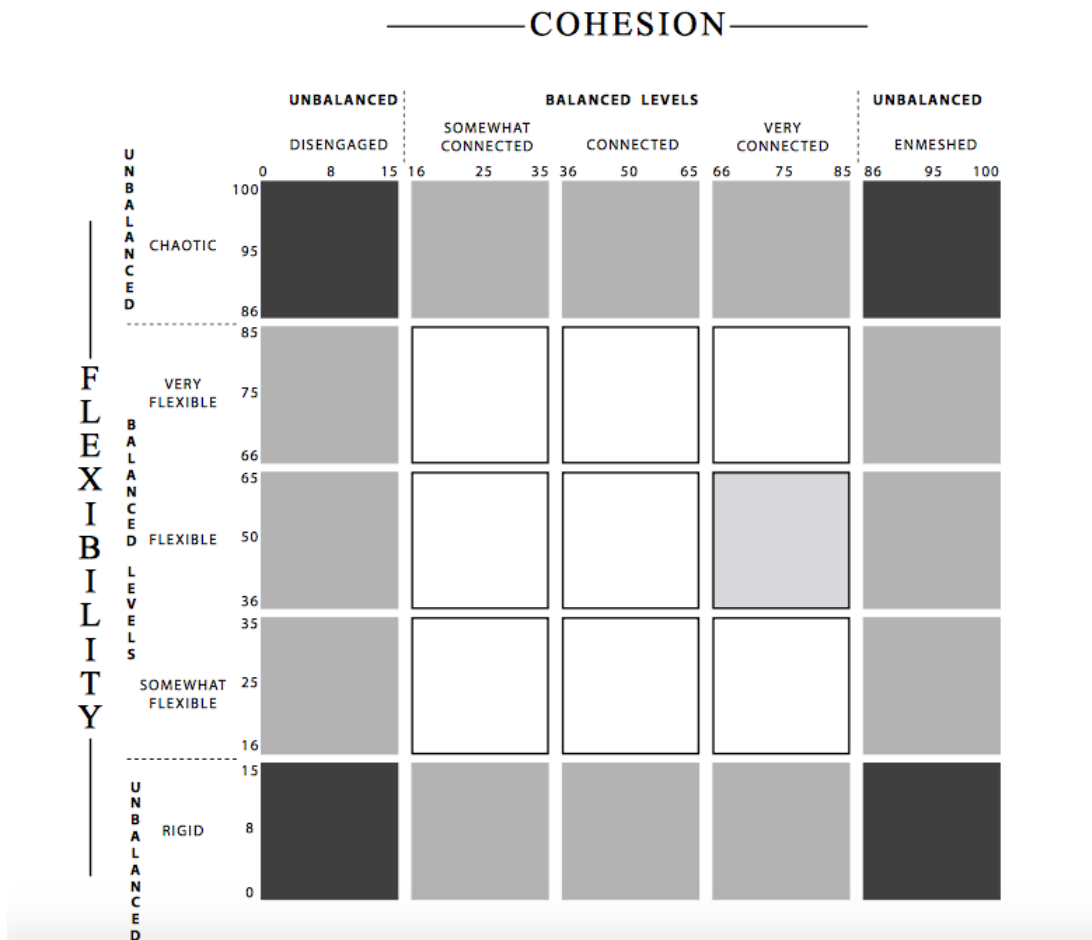 COHESION
UNBALANCED BALANCED LEVELS UNBALANCED
DISENGAGED SOMEWHAT CONNECTED CONNECTED VERY CONNECTED ENMESHED
0 8 15 16 25 35 36 50 65 66 75 85 86 95 100
FLEXIBILITY
UNBALANCED
CHAOTIC
100
95
86
BALANCED LEVELS
VERY
FLEXIBLE
85
75
66
FLEXIBLE
65
50
36
SOMEWHAT
FLEXIBLE
35
25
16
UNBALANCED
RIGID
15
8
0